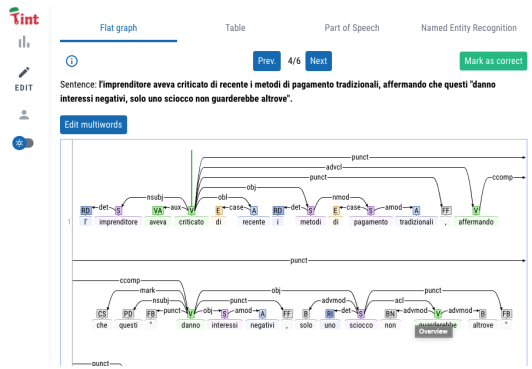 Tint
Flat graph Table Part of Speech Named Entity Recognition
Prev. 4/6 Next Mark as correct
EDIT
Sentence: l'imprenditore aveva criticato di recente i metodi di pagamento tradizionali, affermando che questi "danno
interessi negativi, solo uno sciocco non guarderebbe altrove".
Edit multiwords
punct
advcl
punct ccomp
obj
nsubj obl nmod
det aux case det case amod
RD S VA V E A RD S E S A FF V
1 l' imprenditore aveva criticato di recente i metodi di pagamento tradizionali , affermando
punct
ccomp
mark obj punct
nsubj punct advmod acl
punct obj amod det advmod advmod
CS PD FB V S A FF B RI S BN V B FB
che questi " danno interessi negativi , solo uno sciocco non guarderebbe altrove "
Overview
punct